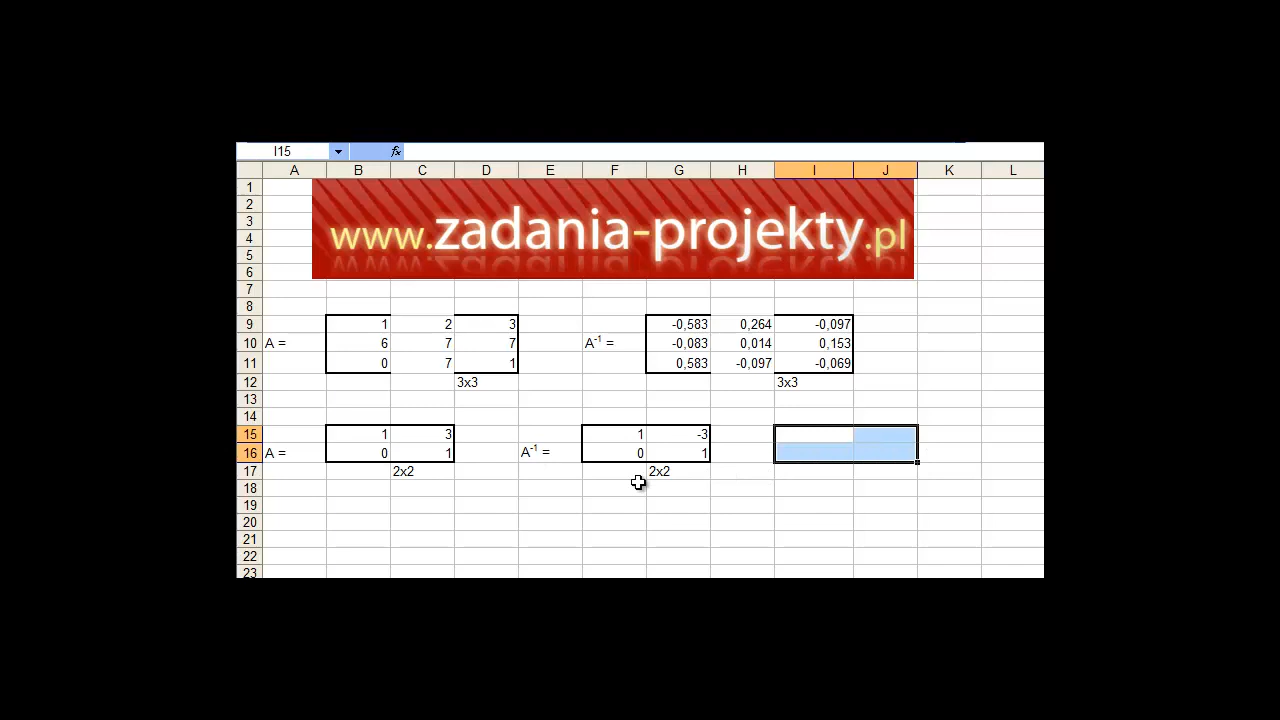 I15 fx
A B C D E F G H I J K L
1
2
3
4
5
6
7
8
9
10
11
12
13
14
15
16
17
18
19
20
21
22
23
www.zadania-projekty.pl
1 2 3 -0,583 0,264 -0,097
A = 6 7 7 A-1 = -0,083 0,014 0,153
0 7 1 0,583 -0,097 -0,069
3x3 3x3
1 3 1 -3
A = 0 1 A-1 = 0 1
2x2 2x2